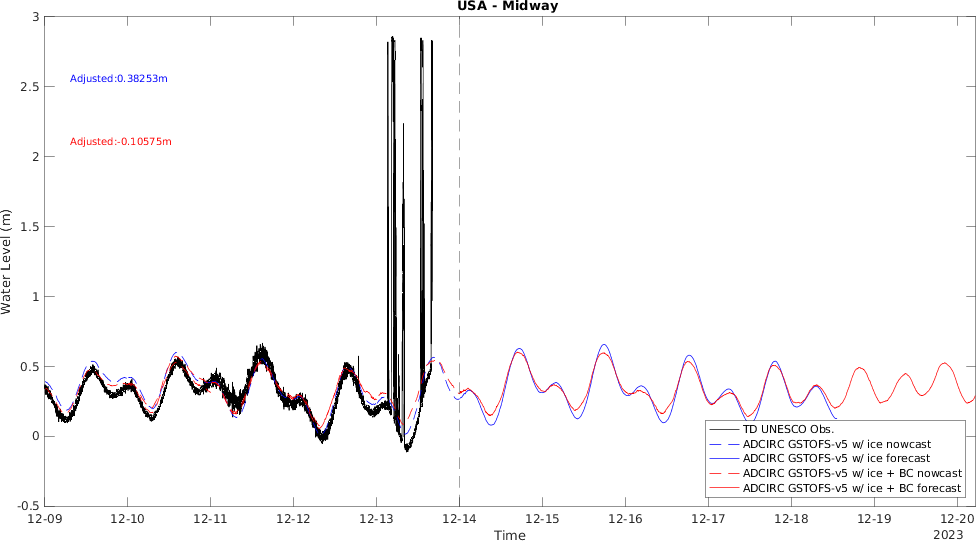 USA - Midway
3
2.5
2
1.5
1
0.5
0
-0.5
Water Level (m)
Adjusted:0.38253m
Adjusted:-0.10575m
TD UNESCO Obs.
ADCIRC GSTOFS-v5 w/ ice nowcast
ADCIRC GSTOFS-v5 w/ ice forecast
ADCIRC GSTOFS-v5 w/ ice + BC nowcast
ADCIRC GSTOFS-v5 w/ ice + BC forecast
12-09 12-10 12-11 12-12 12-13 12-14 12-15 12-16 12-17 12-18 12-19 12-20
Time
2023